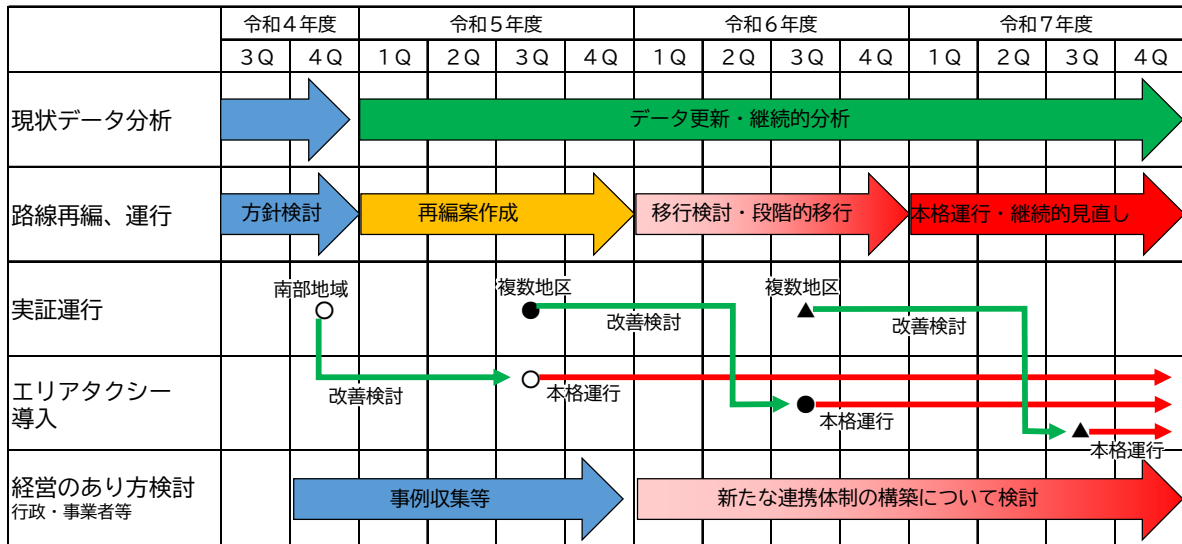 令和４年度 令和５年度 令和６年度 令和７年度
３Ｑ ４Ｑ １Ｑ ２Ｑ ３Ｑ ４Ｑ １Ｑ ２Ｑ ３Ｑ ４Ｑ １Ｑ ２Ｑ ３Ｑ ４Ｑ
現状データ分析
データ更新・継続的分析
路線再編、運行
方針検討
再編案作成
移行検討・段階的移行
本格運行・継続的見直し
実証運行
南部地域
複数地区
改善検討
複数地区
改善検討
エリアタクシー
導入
改善検討
本格運行
本格運行
本格運行
経営のあり方検討
行政・事業者等
事例収集等
新たな連携体制の構築について検討